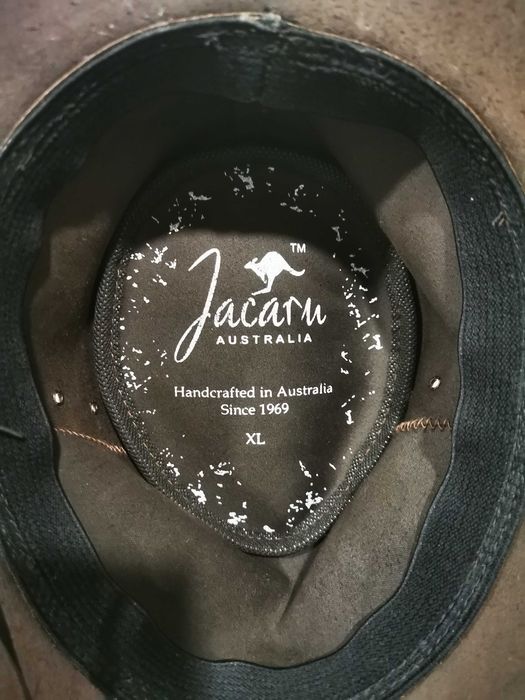 TM
Jacaru
AUSTRALIA
Handcrafted in Australia
Since 1969
XL